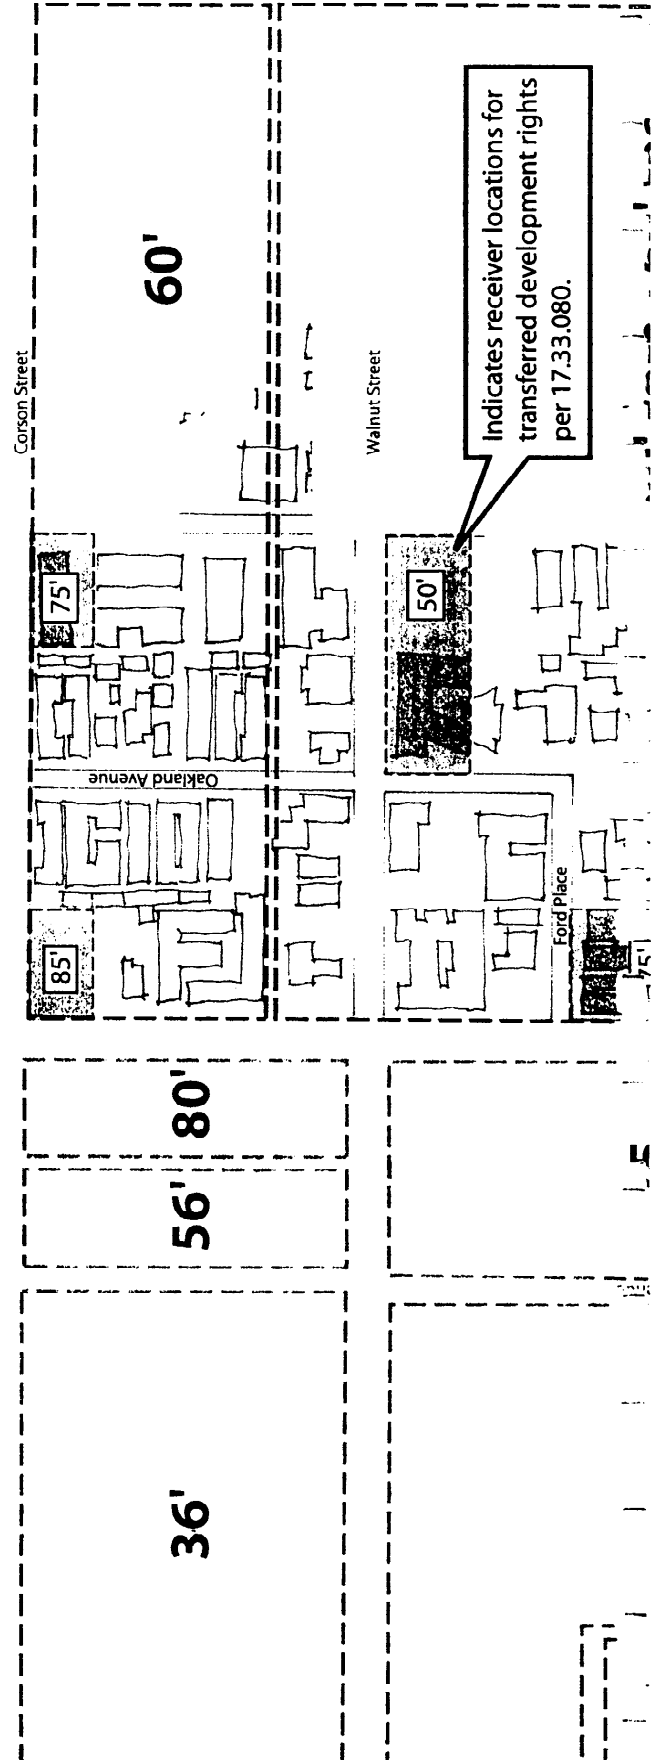 Corson Street
60'
Walnut Street
Indicates receiver locations for
transferred development rights
per 17.33.080.
75'
50'
Oakland Avenue
85'
Ford Place
75'
80'
56'
36'